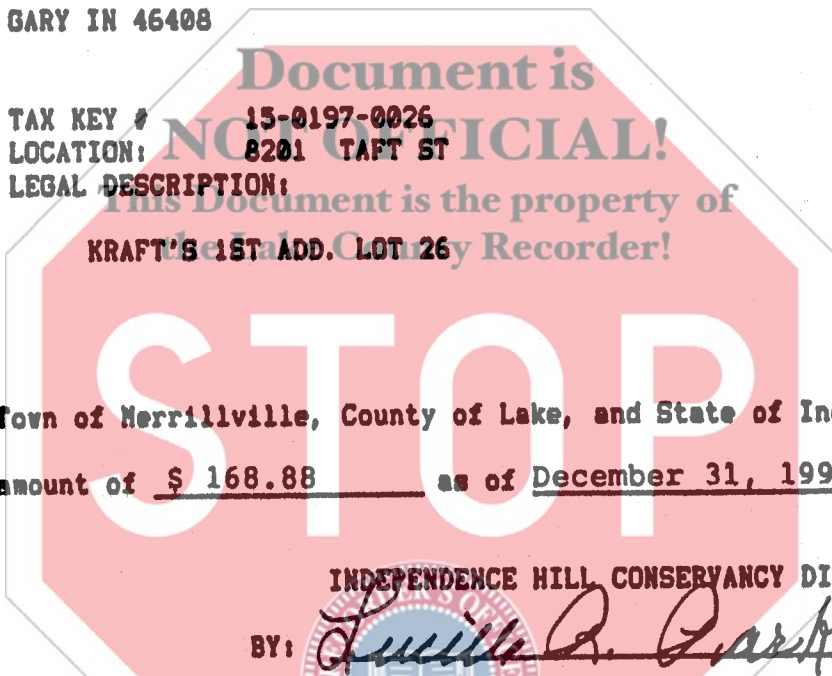 GARY IN 46408
Document is
TAX KEY # 15-0197-0026
NOT OFFICIAL!
LOCATION: 8201 TAFT ST
LEGAL DESCRIPTION:
This Document is the property of
the Lake County Recorder!
KRAFT'S 1ST ADD. LOT 26
STOP
Town of Merrillville, County of Lake, and State of In
amount of $ 168.88 as of December 31, 199
INDEPENDENCE HILL CONSERVANCY DI
BY: